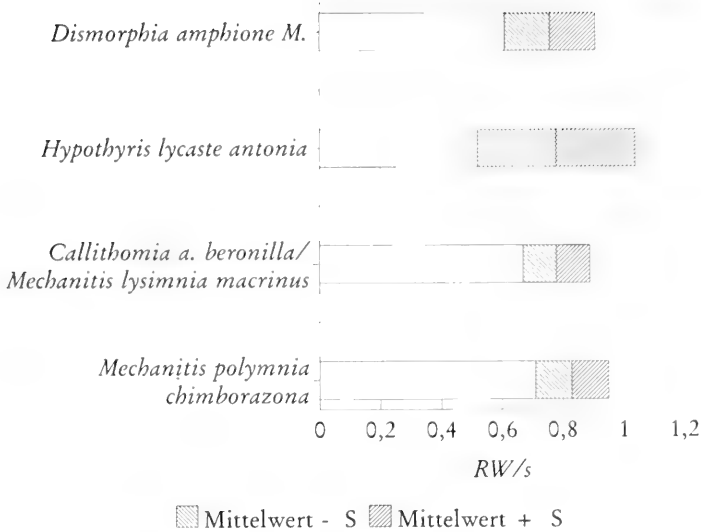 Dismorphia amphione M.
Hypothyris lycaste antonia
Callithomia a. beronilla/
Mechanitis lysimnia macrinus
Mechanitis polymnia
chimborazona
0 0,2 0,4 0,6 0,8 1 1,2
RW/s
Mittelwert - S Mittelwert + S